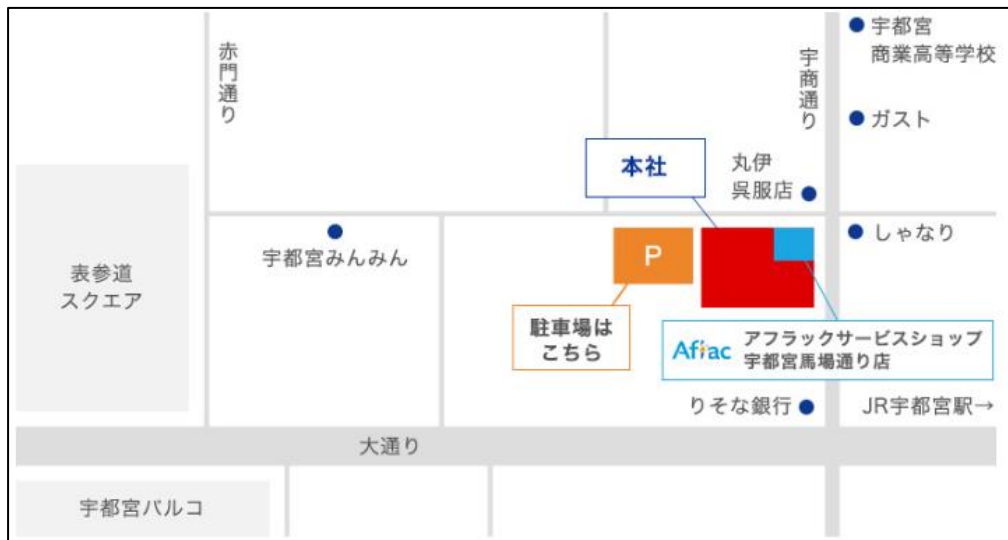 赤門通り
宇商通り
宇都宮
商業高等学校
ガスト
本社
丸伊
呉服店
しゃなり
宇都宮みんみん
P
表参道
スクエア
駐車場は
こちら
Aflac
アフラックサービスショップ
宇都宮馬場通り店
りそな銀行
JR宇都宮駅→
大通り
宇都宮パルコ